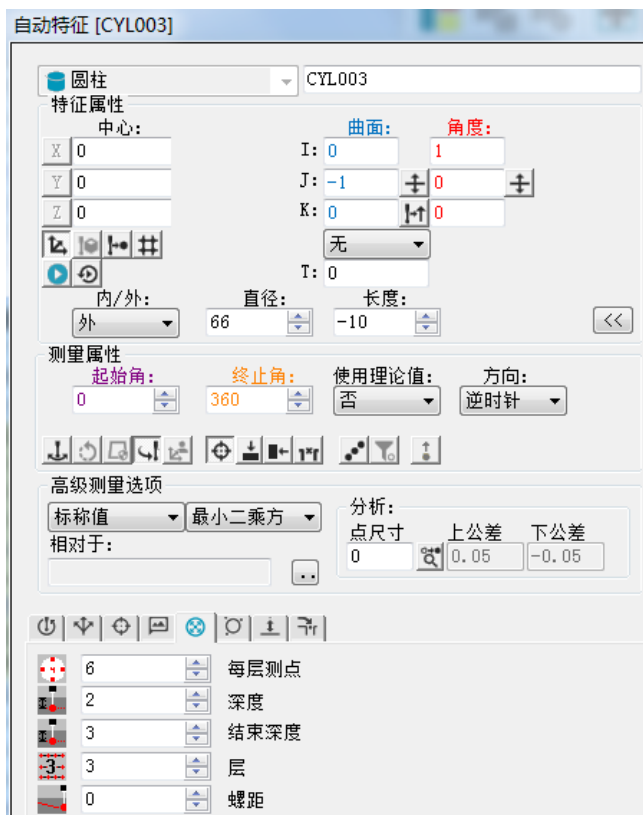 自动特征 [CYL003]
圆柱 CYL003
特征属性
中心: 曲面: 角度:
X 0 I: 0 1
Y 0 J: -1 0
Z 0 K: 0 0
无
T: 0
内/外: 直径: 长度:
外 66 -10 <<
测量属性
起始角: 终止角: 使用理论值: 方向:
0 360 否 逆时针
高级测量选项
标称值 最小二乘方 分析:
相对于: 点尺寸 上公差 下公差
0 0.05 -0.05
..
6 每层测点
2 深度
3 结束深度
3 层
0 螺距